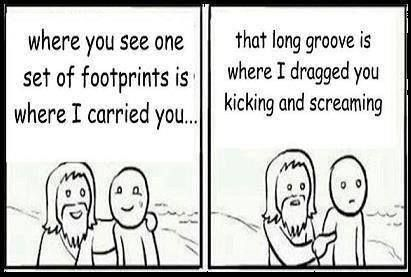 where you see one
set of footprints is
where I carried you...
that long groove is
where I dragged you
kicking and screaming